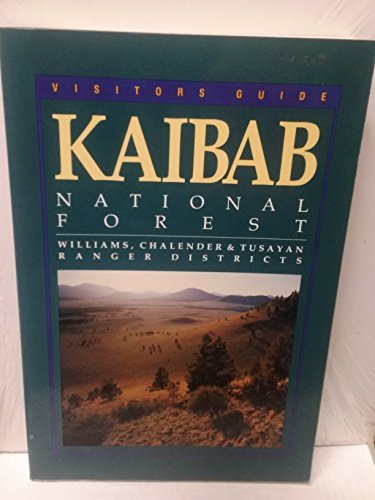 VISITORS GUIDE
KAIBAB
NATIONAL
FOREST
WILLIAMS, CHALENDER & TUSAYAN
RANGER DISTRICTS